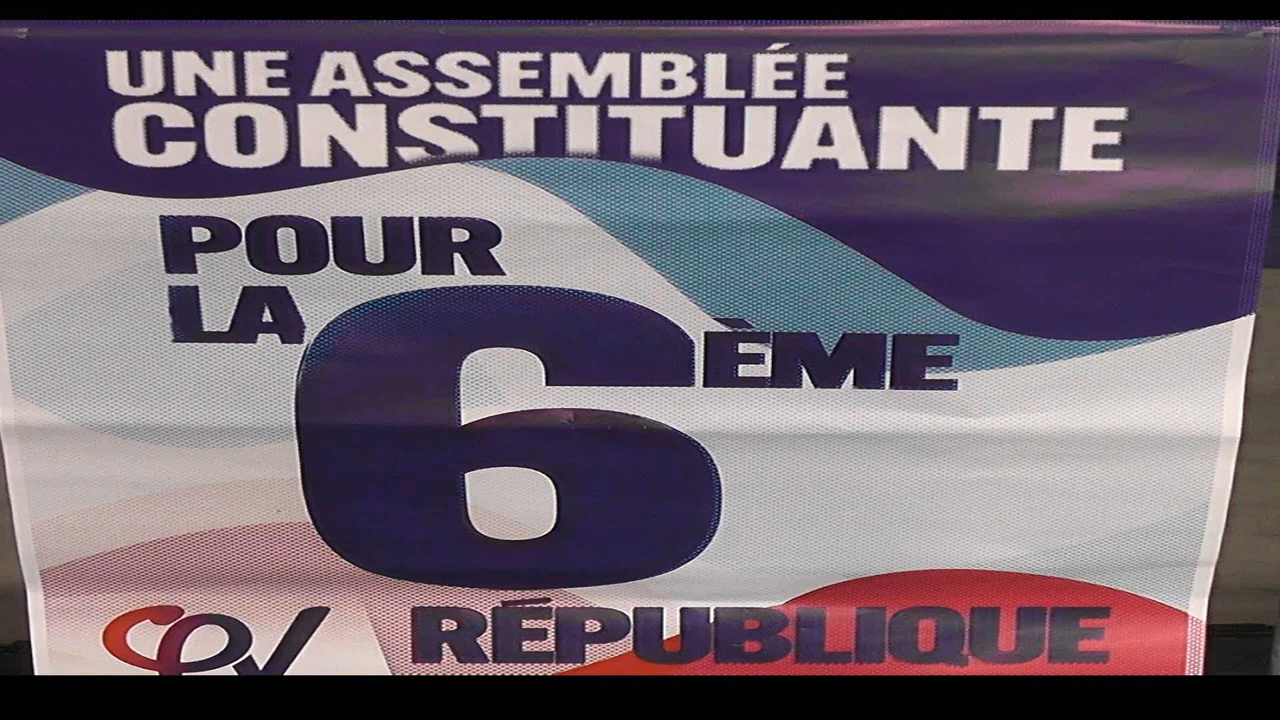 UNE ASSEMBLÉE
CONSTITUANTE
POUR
LA 6ÈME
RÉPUBLIQUE